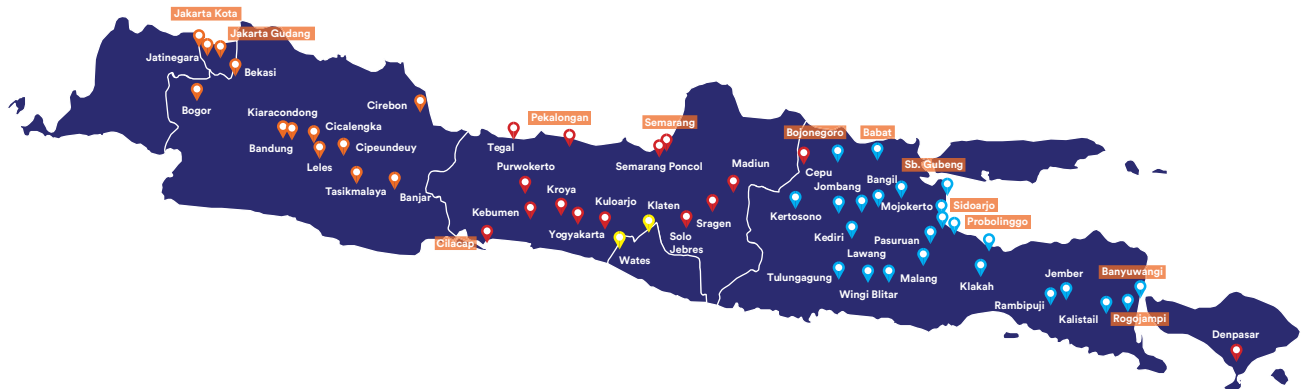 Jakarta Kota
Jakarta Gudang
Jatinegara
Bekasi
Bogor
Cirebon
Kiaracondong
Cicalengka
Bandung
Cipeundeuy
Leles
Tasikmalaya
Banjar
Pekalongan
Tegal
Semarang
Semarang Poncol
Purwokerto
Madiun
Kroya
Kebumen
Kuloarjo
Klaten
Yogyakarta
Sragen
Solo
Jebres
Cilacap
Wates
Bojonegoro
Babat
Cepu
Sb. Gubeng
Bangil
Jombang
Kertosono
Mojokerto
Sidoarjo
Probolinggo
Kediri
Pasuruan
Lawang
Tulungagung
Malang
Wingi Blitar
Klakah
Jember
Banyuwangi
Rambipuji
Kalistail
Rogojampi
Denpasar